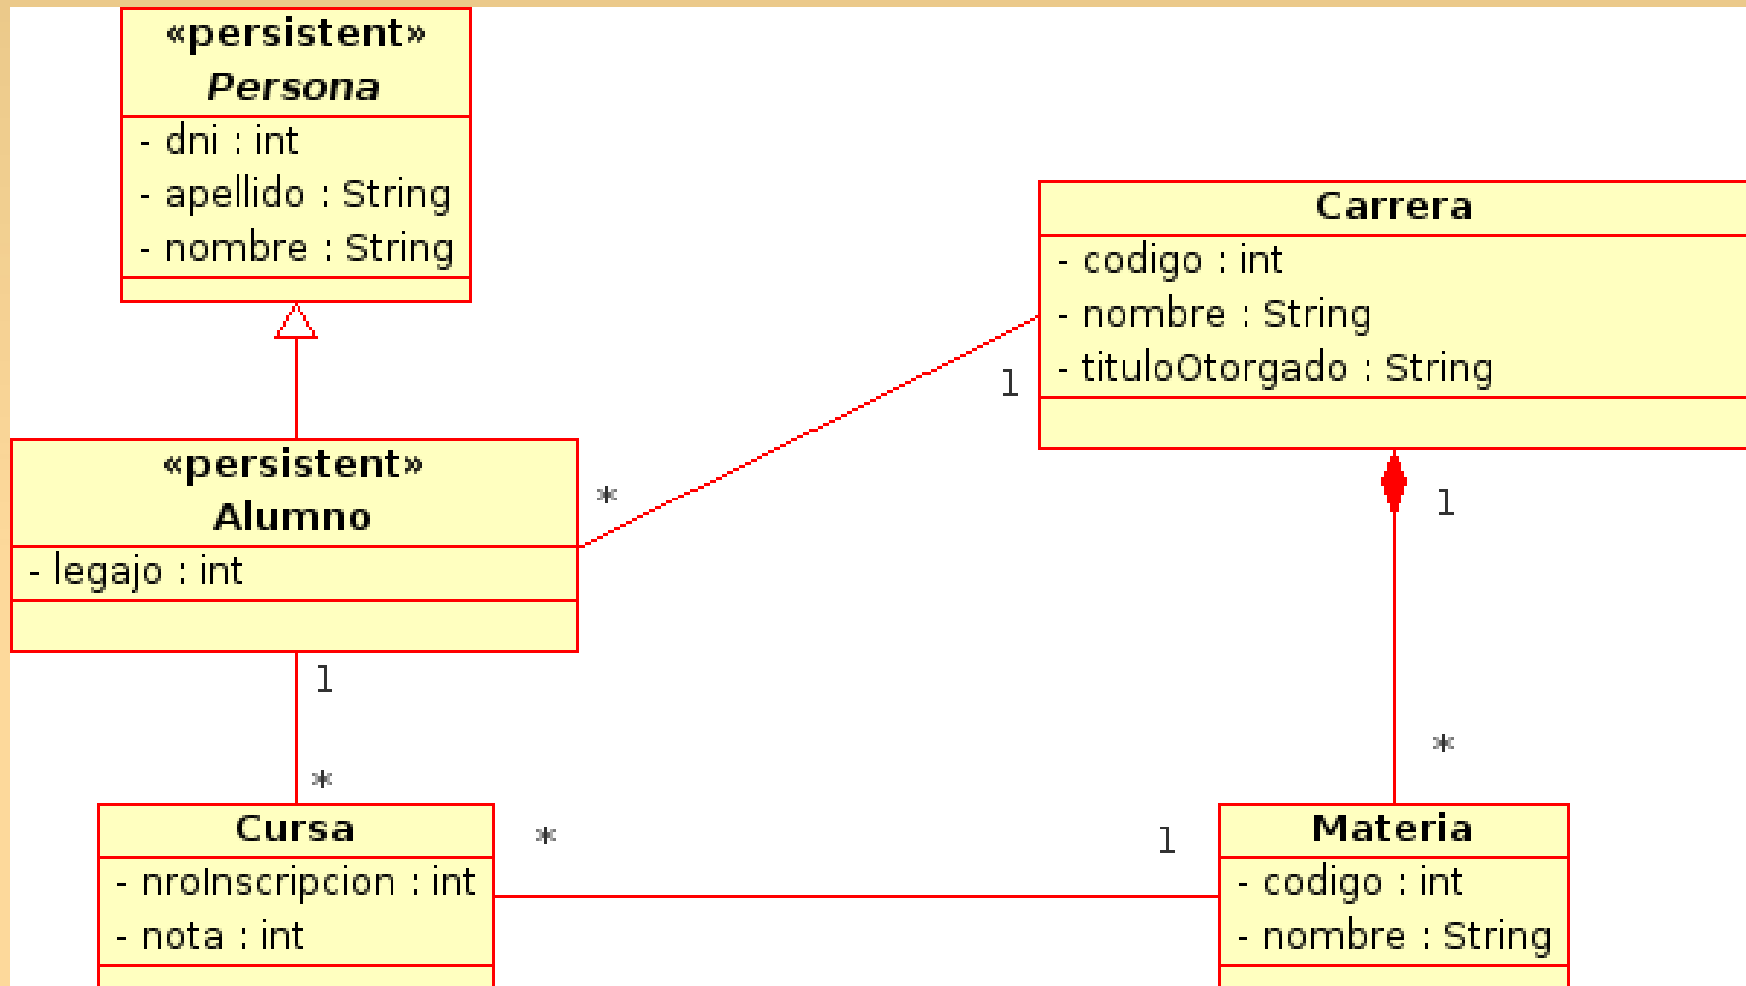 «persistent»
Persona
- dni : int
- apellido : String
- nombre : String
Carrera
- codigo : int
- nombre : String
- tituloOtorgado : String
1
1
«persistent»
Alumno
- legajo : int
*
1
*
*
Cursa
- nroInscripcion : int
- nota : int
*
1
Materia
- codigo : int
- nombre : String